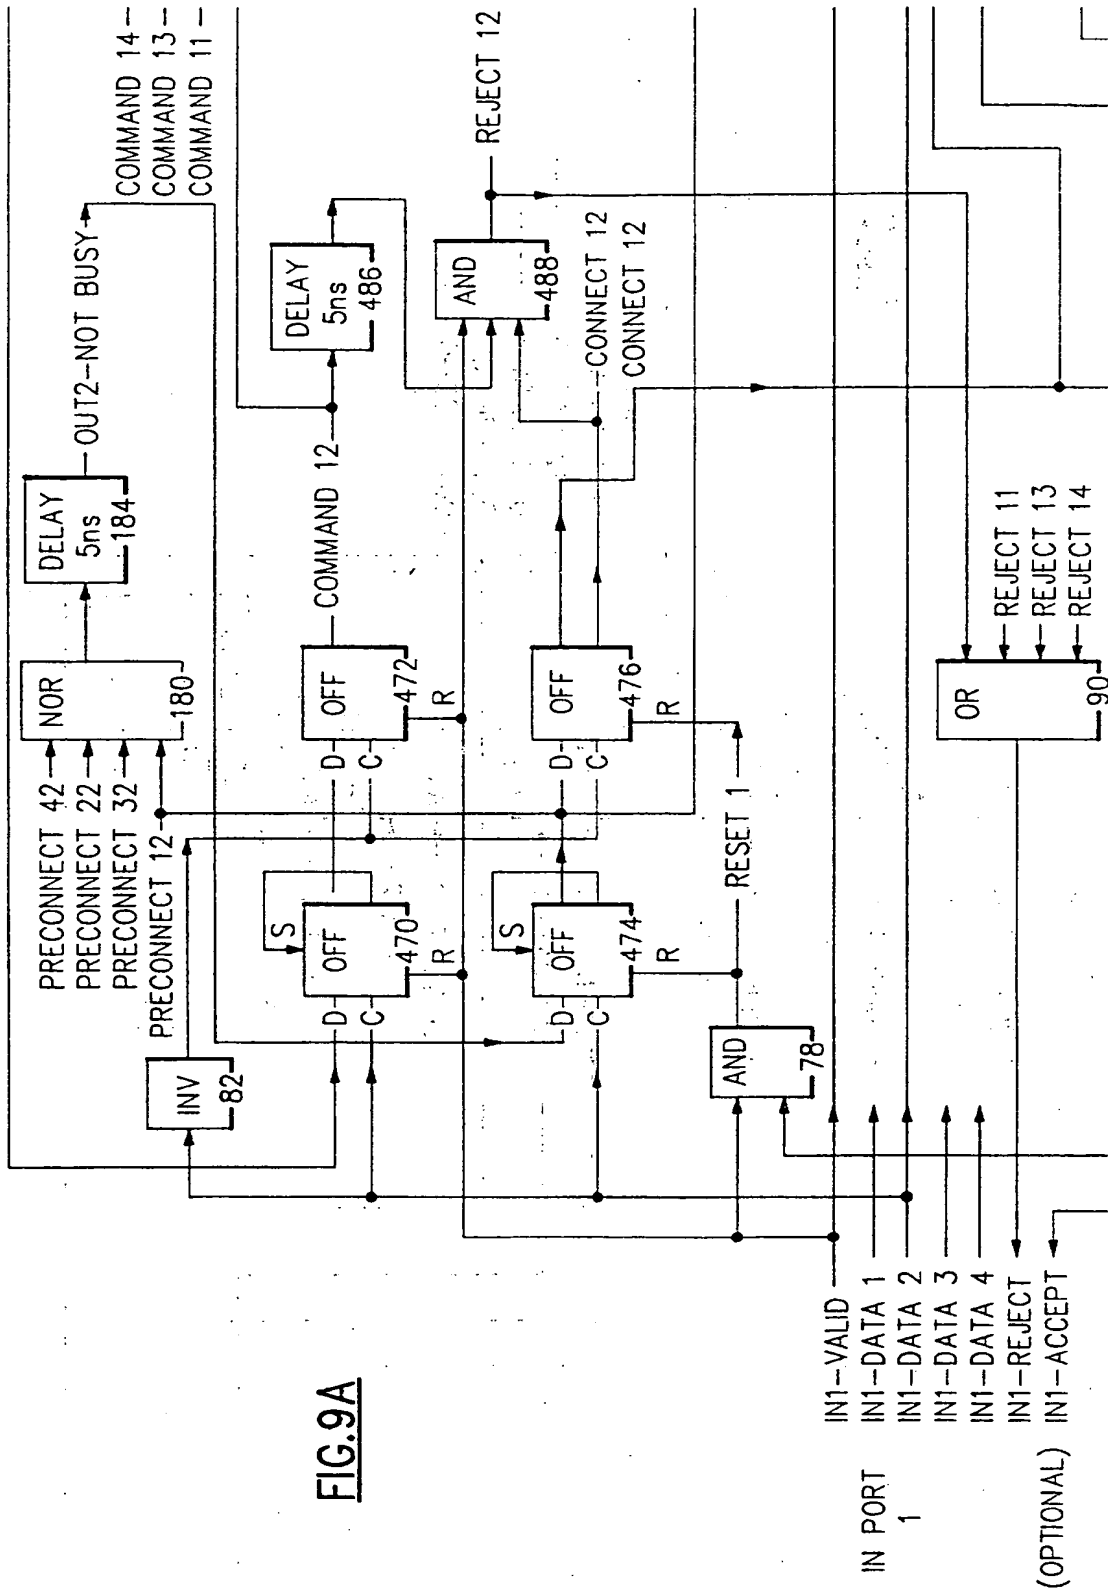 COMMAND 14
COMMAND 13
COMMAND 11
OUT2-NOT BUSY
DELAY
5ns
184
NOR
180
PRECONNECT 42
PRECONNECT 22
PRECONNECT 32
PRECONNECT 12
INV
82
DELAY
5ns
486
COMMAND 12
OFF
472
D
C
R
S
OFF
470
D
C
R
REJECT 12
AND
488
CONNECT 12
CONNECT 12
OFF
476
D
C
R
S
OFF
474
D
C
R
RESET 1
AND
78
REJECT 11
REJECT 13
REJECT 14
OR
90
IN1-VALID
IN1-DATA 1
IN1-DATA 2
IN1-DATA 3
IN1-DATA 4
IN1-REJECT
IN1-ACCEPT
IN PORT
1
(OPTIONAL)
FIG.9A